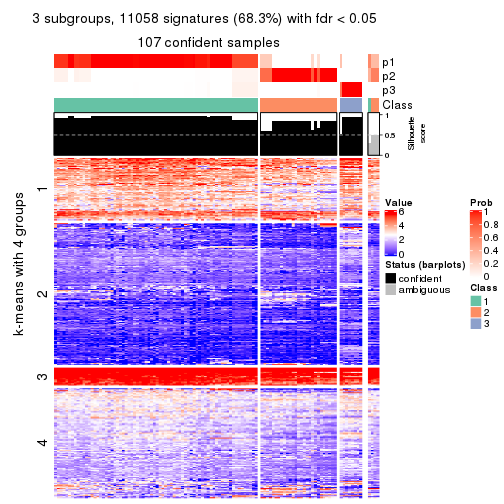 3 subgroups, 11058 signatures (68.3%) with fdr < 0.05
107 confident samples
p1
p2
p3
Class
1
0.5
0
Silhouette
score
k-means with 4 groups
1
2
3
4
Value
6
4
2
0
Status (barplots)
confident
ambiguous
Prob
1
0.8
0.6
0.4
0.2
0
Class
1
2
3